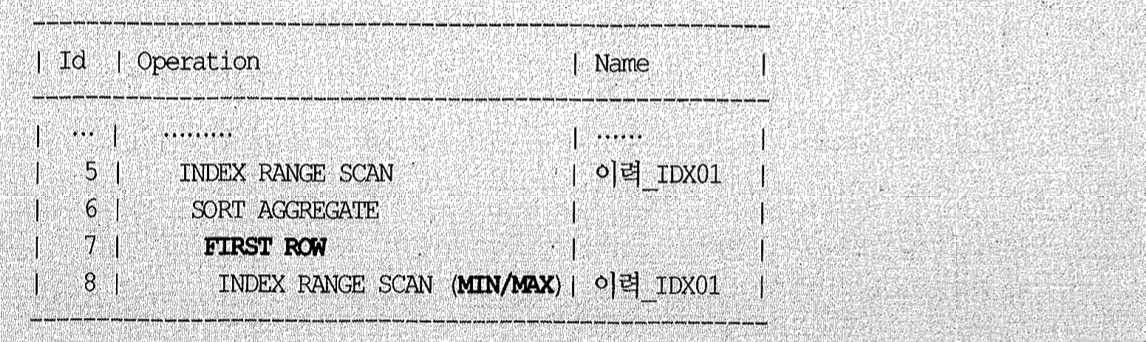 | Id | Operation | Name |
| ... | ......... | ...... |
| 5 | INDEX RANGE SCAN | 이력_IDX01 |
| 6 | SORT AGGREGATE | |
| 7 | FIRST ROW | |
| 8 | INDEX RANGE SCAN (MIN/MAX) | 이력_IDX01 |